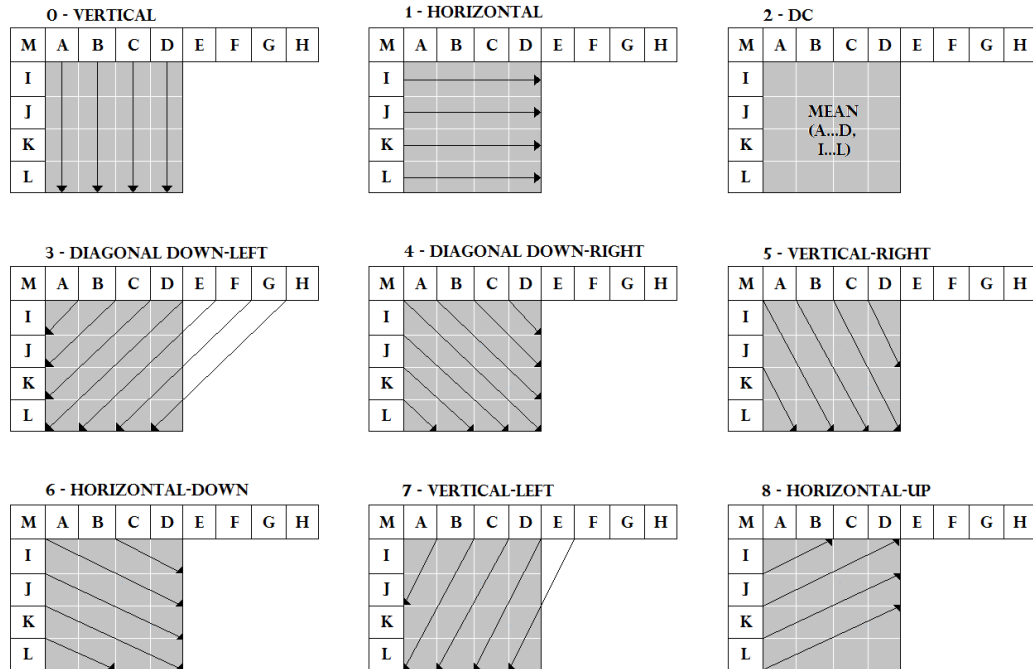 0 - VERTICAL
M A B C D E F G H
I
J
K
L
1 - HORIZONTAL
M A B C D E F G H
I
J
K
L
2 - DC
M A B C D E F G H
I
J
K
L
MEAN
(A...D,
I...L)
3 - DIAGONAL DOWN-LEFT
M A B C D E F G H
I
J
K
L
4 - DIAGONAL DOWN-RIGHT
M A B C D E F G H
I
J
K
L
5 - VERTICAL-RIGHT
M A B C D E F G H
I
J
K
L
6 - HORIZONTAL-DOWN
M A B C D E F G H
I
J
K
L
7 - VERTICAL-LEFT
M A B C D E F G H
I
J
K
L
8 - HORIZONTAL-UP
M A B C D E F G H
I
J
K
L